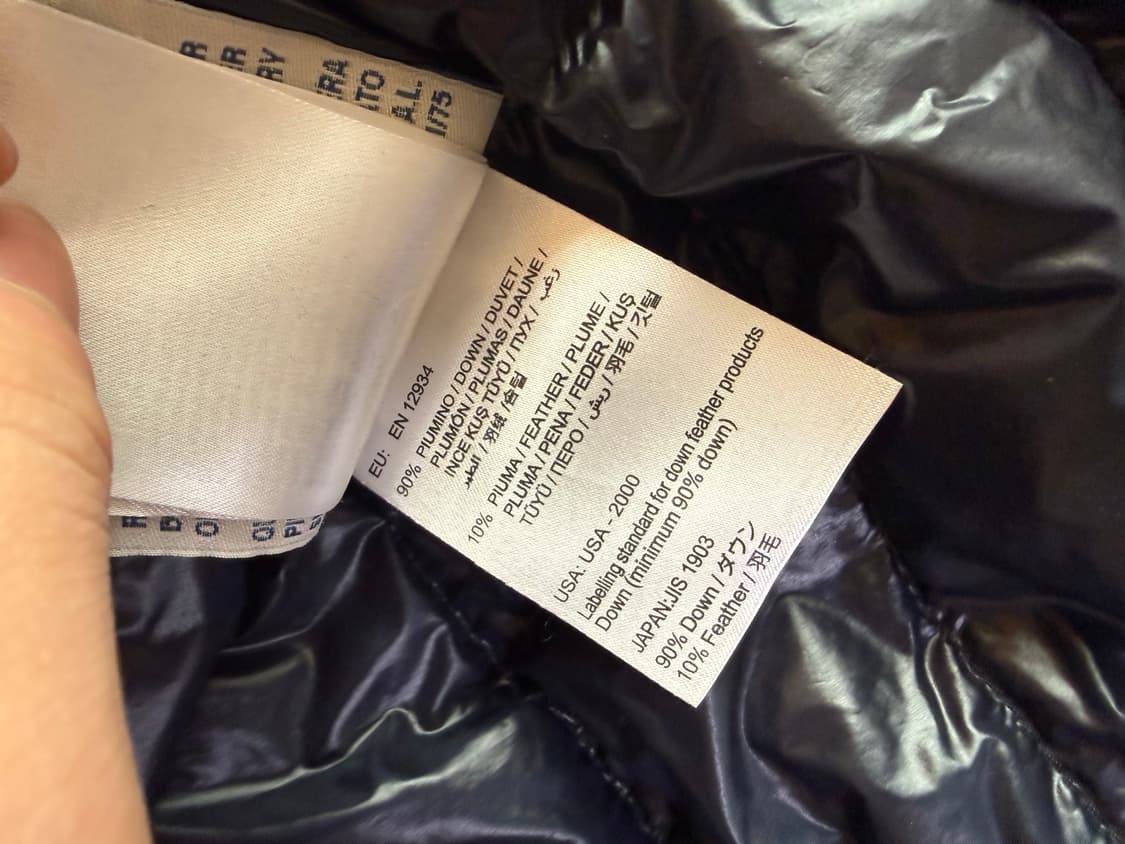 EU: EN 12934
90% PIUMINO / DOWN / DUVET /
PLUMÓN / PLUMAS / DAUNE /
INCE KUŞ TÜYÜ / ПУХ / زغب
الطير / 羽绒 / 솜털
10% PIUMA / FEATHER / PLUME /
PLUMA / PENA / FEDER / KUŞ
TÜYÜ / ПЕРО / ريش / 羽毛 / 깃털
USA: USA - 2000
Labelling standard for down feather products
Down (minimum 90% down)
JAPAN:JIS 1903
90% Down / ダウン
10% Feather / 羽毛